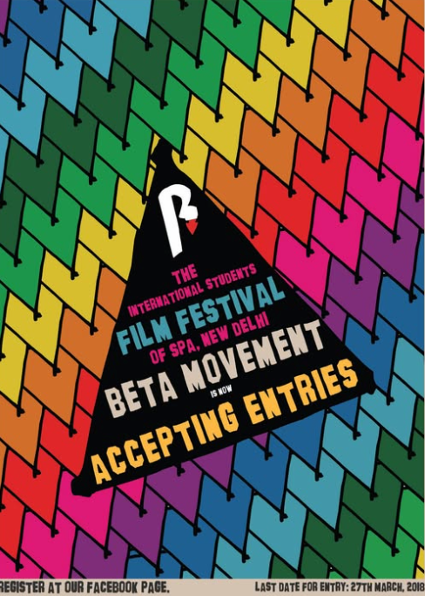 β
THE
INTERNATIONAL STUDENTS
FILM FESTIVAL
OF SPA, NEW DELHI
BETA MOVEMENT
IS NOW
ACCEPTING ENTRIES
REGISTER AT OUR FACEBOOK PAGE.
LAST DATE FOR ENTRY: 27TH MARCH, 2018